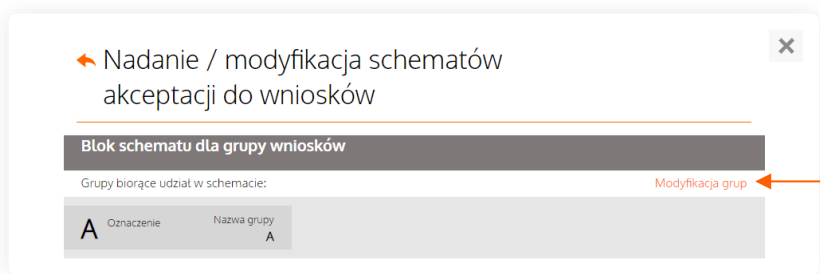 Nadanie / modyfikacja schematów
akceptacji do wniosków
Blok schematu dla grupy wniosków
Grupy biorące udział w schemacie: Modyfikacja grup
A Oznaczenie Nazwa grupy
A